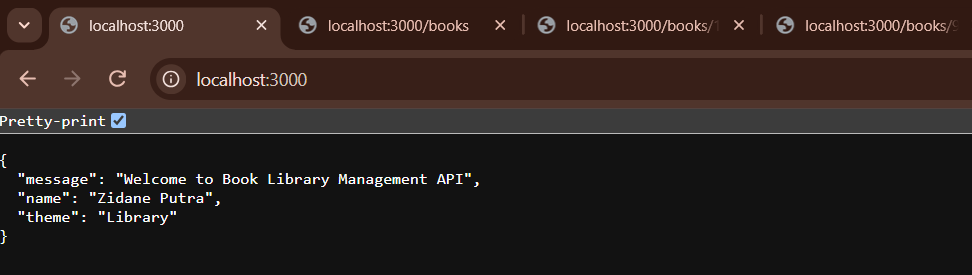 localhost:3000
localhost:3000/books
localhost:3000/books/1
localhost:3000/books/9
localhost:3000
Pretty-print
{
  "message": "Welcome to Book Library Management API",
  "name": "Zidane Putra",
  "theme": "Library"
}